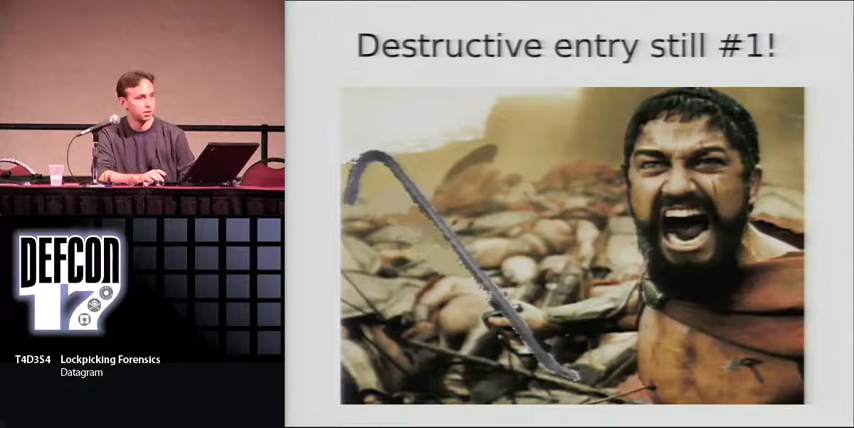 Destructive entry still #1!
DEFCON
17
T4D3S4 Lockpicking Forensics
Datagram